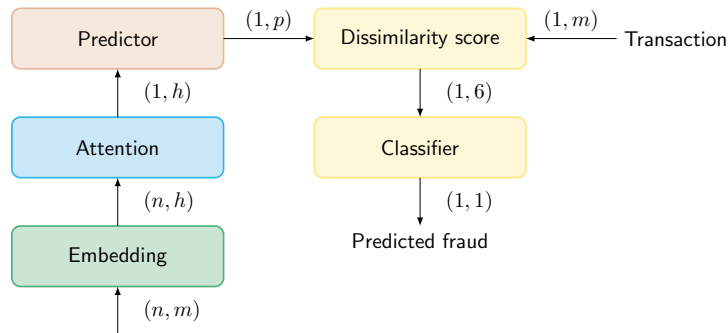 Predictor
(1, p)
Dissimilarity score
(1, m)
Transaction
(1, h)
(1, 6)
Attention
Classifier
(n, h)
(1, 1)
Embedding
Predicted fraud
(n, m)